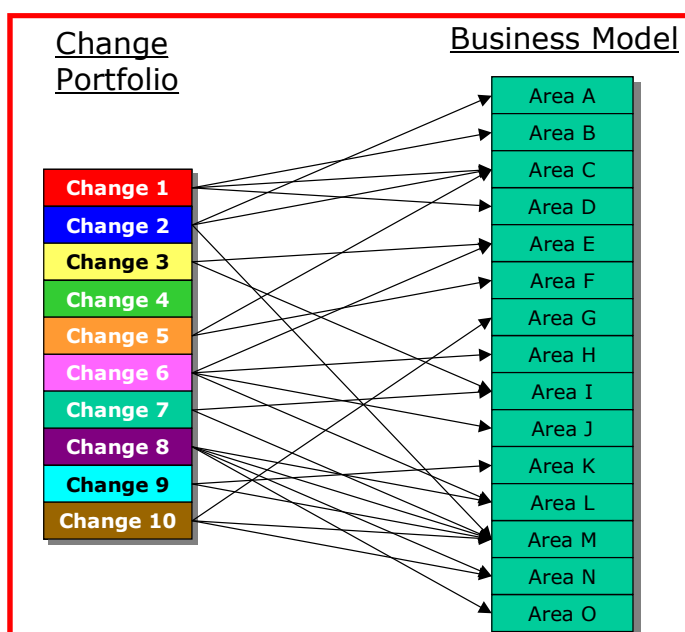 Change
Portfolio
Business Model
Change 1
Change 2
Change 3
Change 4
Change 5
Change 6
Change 7
Change 8
Change 9
Change 10
Area A
Area B
Area C
Area D
Area E
Area F
Area G
Area H
Area I
Area J
Area K
Area L
Area M
Area N
Area O